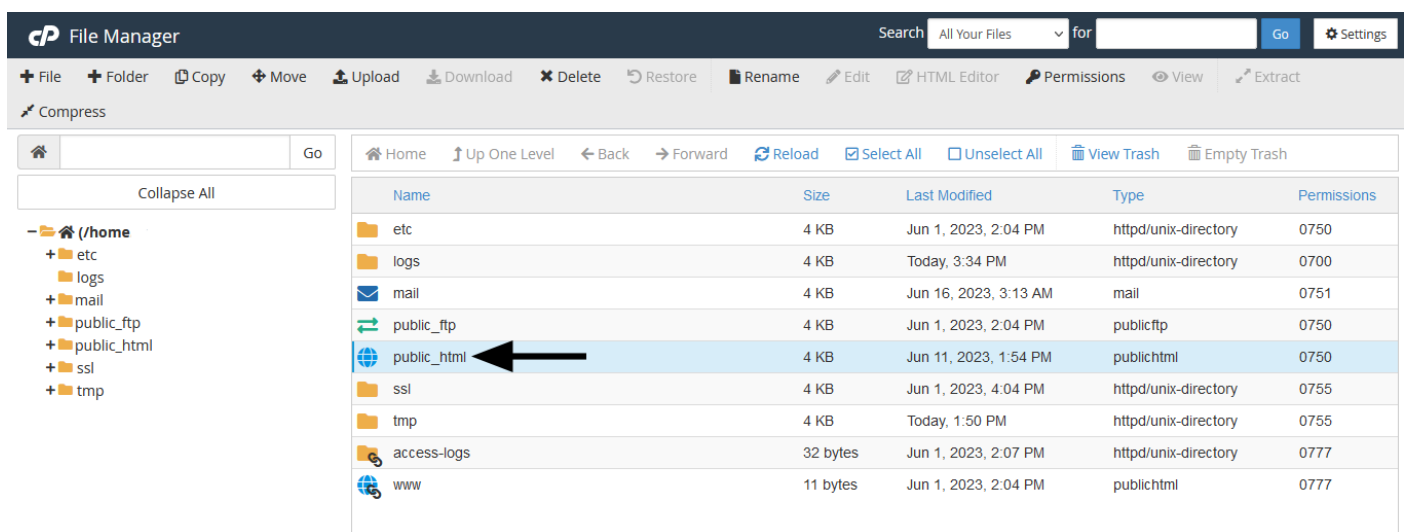 cP File Manager Search All Your Files for Go Settings
File Folder Copy Move Upload Download Delete Restore Rename Edit HTML Editor Permissions View Extract
Compress
Go
Collapse All
(/home
etc
logs
mail
public_ftp
public_html
ssl
tmp
Home Up One Level Back Forward Reload Select All Unselect All View Trash Empty Trash
Name Size Last Modified Type Permissions
etc 4 KB Jun 1, 2023, 2:04 PM httpd/unix-directory 0750
logs 4 KB Today, 3:34 PM httpd/unix-directory 0700
mail 4 KB Jun 16, 2023, 3:13 AM mail 0751
public_ftp 4 KB Jun 1, 2023, 2:04 PM publicftp 0750
public_html 4 KB Jun 11, 2023, 1:54 PM publichtml 0750
ssl 4 KB Jun 1, 2023, 4:04 PM httpd/unix-directory 0755
tmp 4 KB Today, 1:50 PM httpd/unix-directory 0755
access-logs 32 bytes Jun 1, 2023, 2:07 PM httpd/unix-directory 0777
www 11 bytes Jun 1, 2023, 2:04 PM publichtml 0777